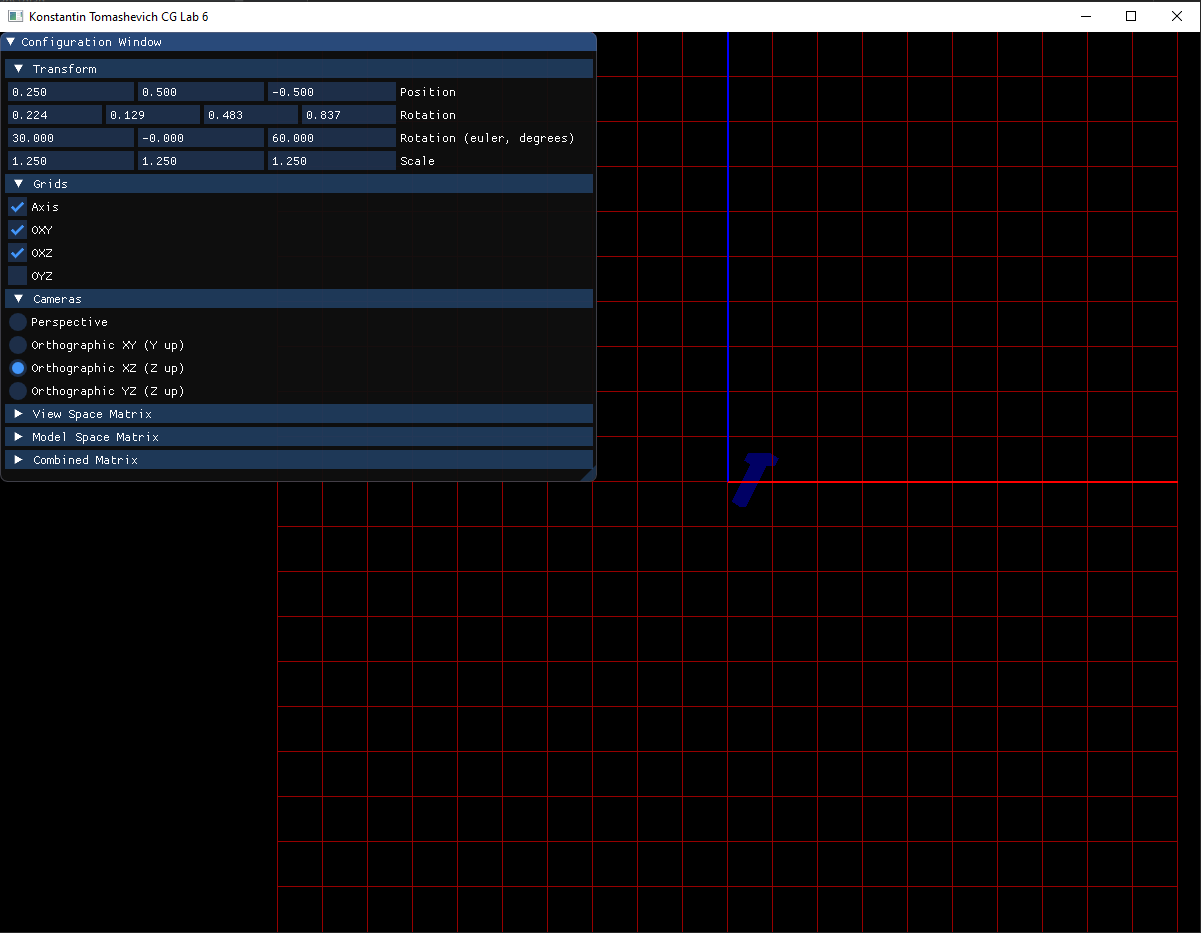 Konstantin Tomashevich CG Lab 6
Configuration Window
Transform
0.250 0.500 -0.500 Position
0.224 0.129 0.483 0.837 Rotation
30.000 -0.000 60.000 Rotation (euler, degrees)
1.250 1.250 1.250 Scale
Grids
Axis
OXY
OXZ
OYZ
Cameras
Perspective
Orthographic XY (Y up)
Orthographic XZ (Z up)
Orthographic YZ (Z up)
View Space Matrix
Model Space Matrix
Combined Matrix